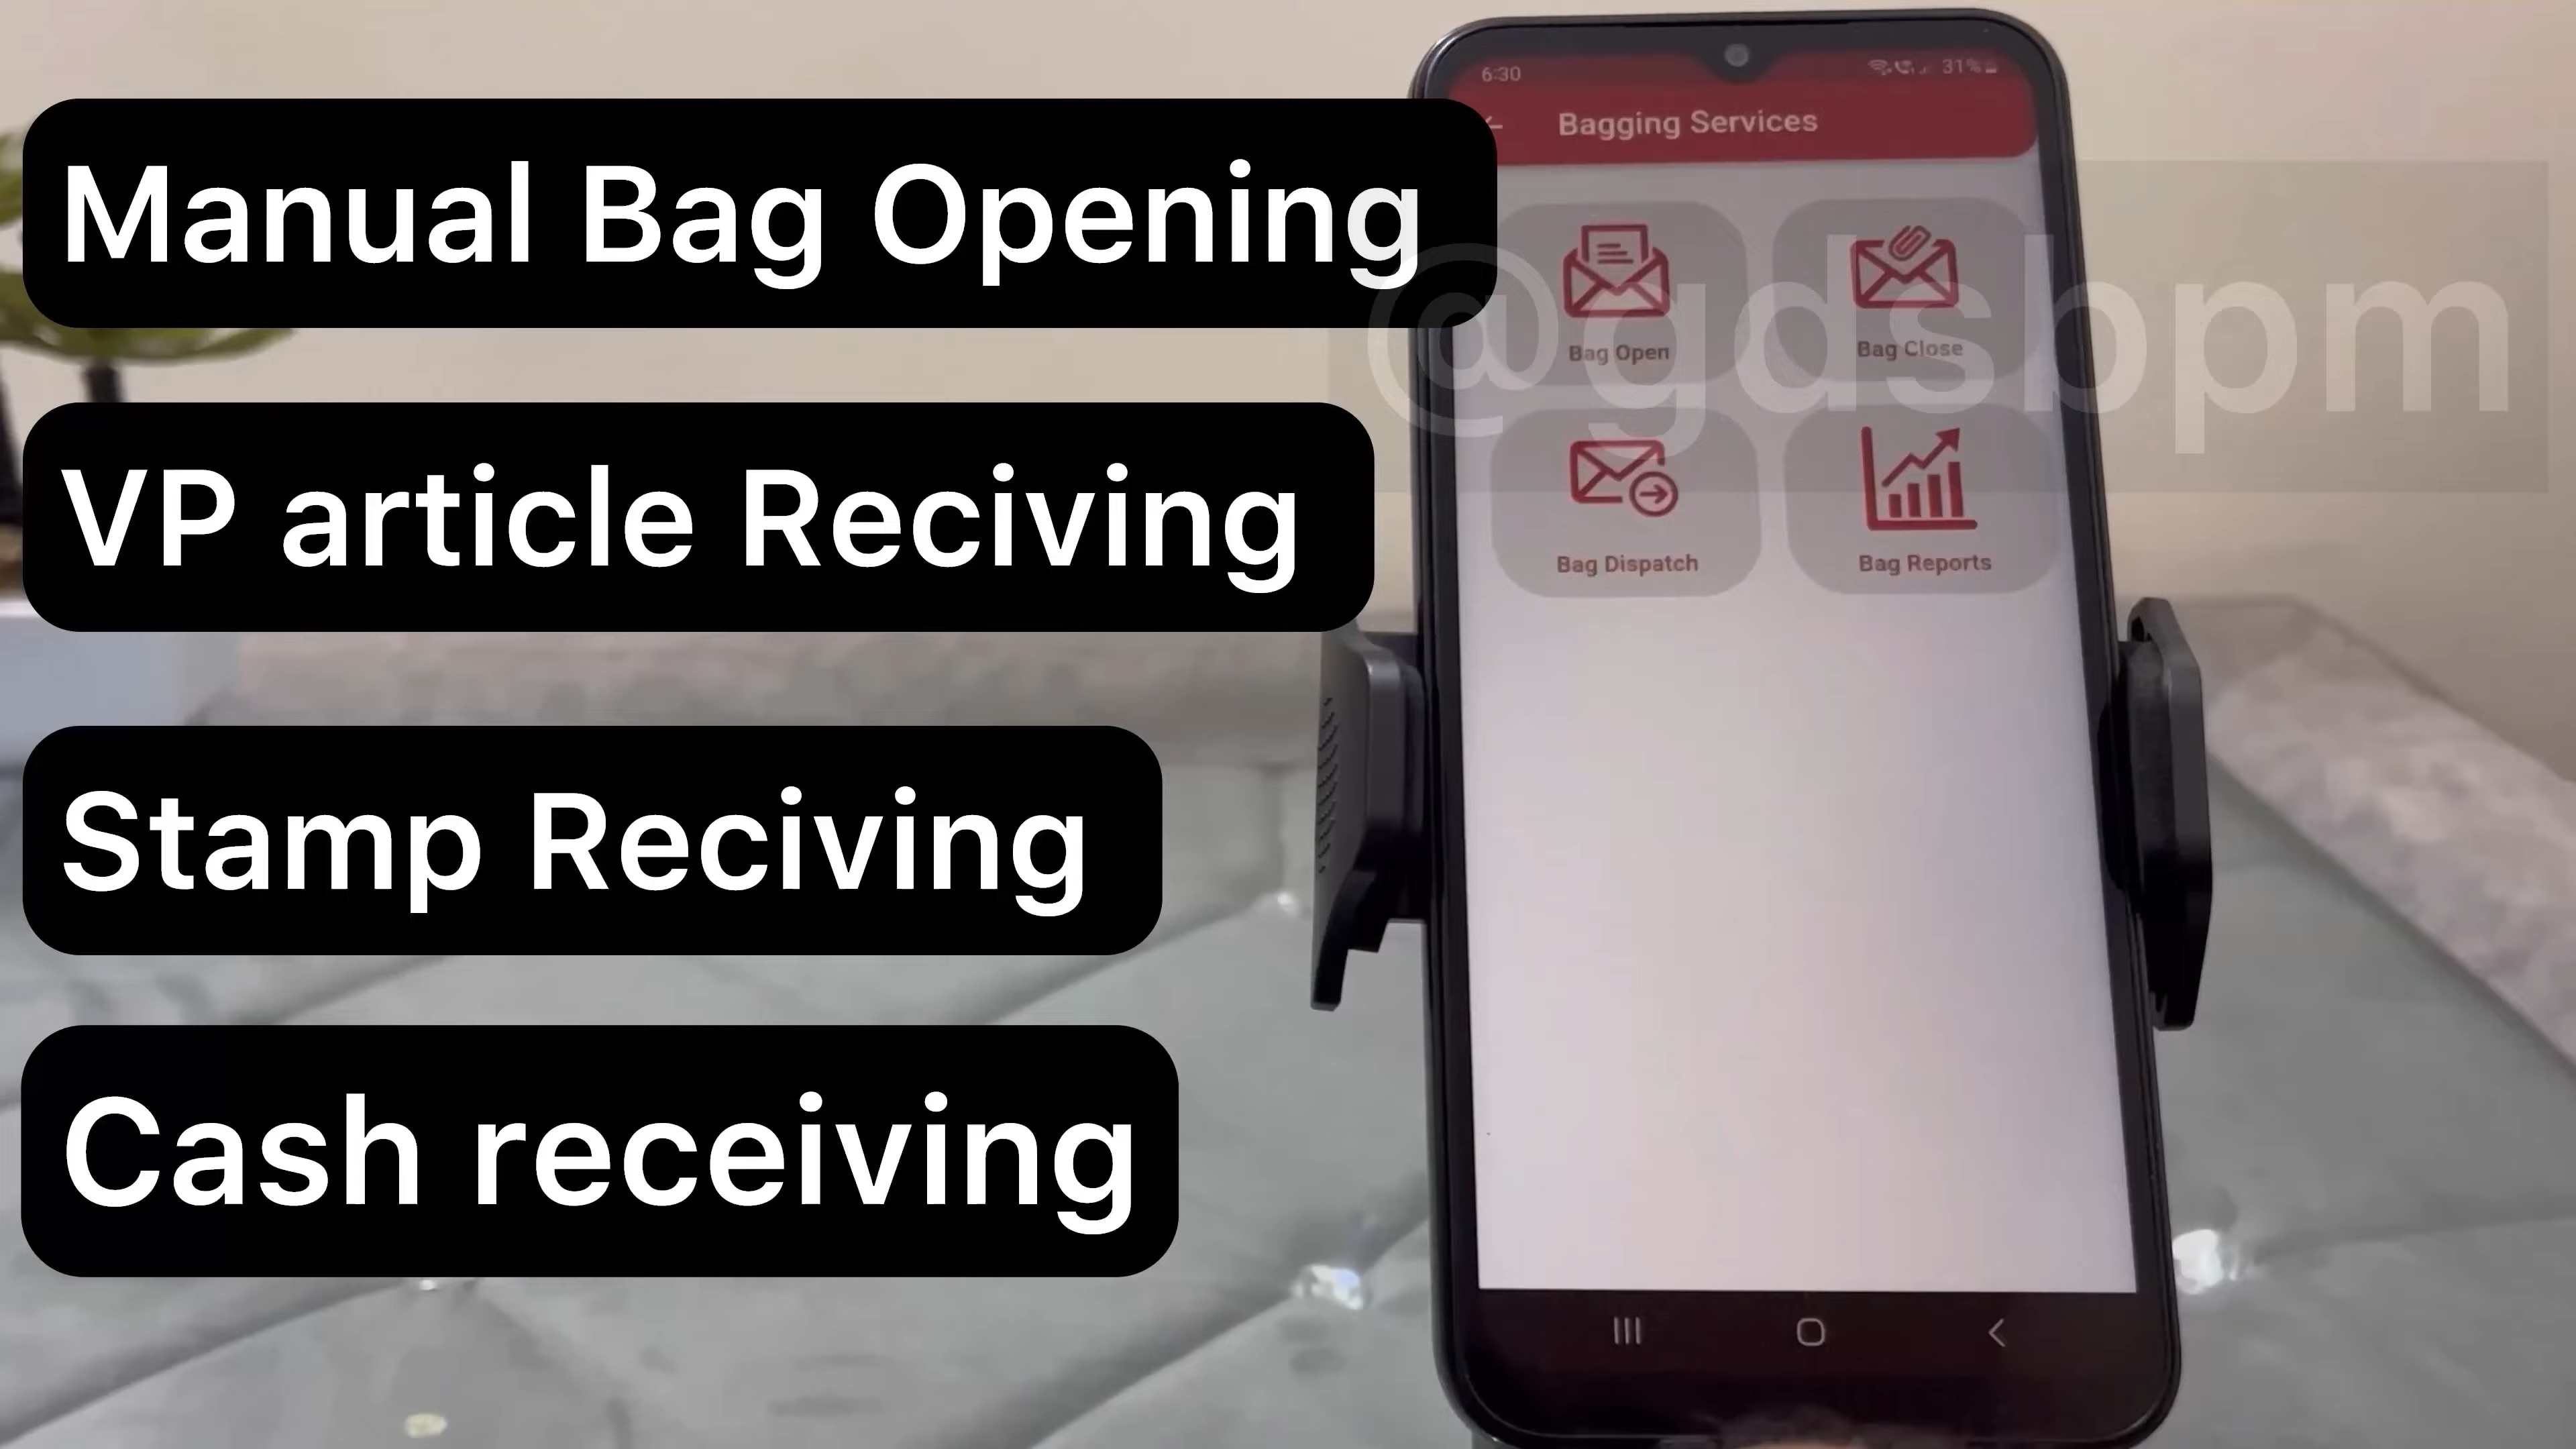 Manual Bag Opening
VP article Reciving
Stamp Reciving
Cash receiving
6:30
31%
Bagging Services
Bag Open
Bag Close
@gdsbpm
Bag Dispatch
Bag Reports